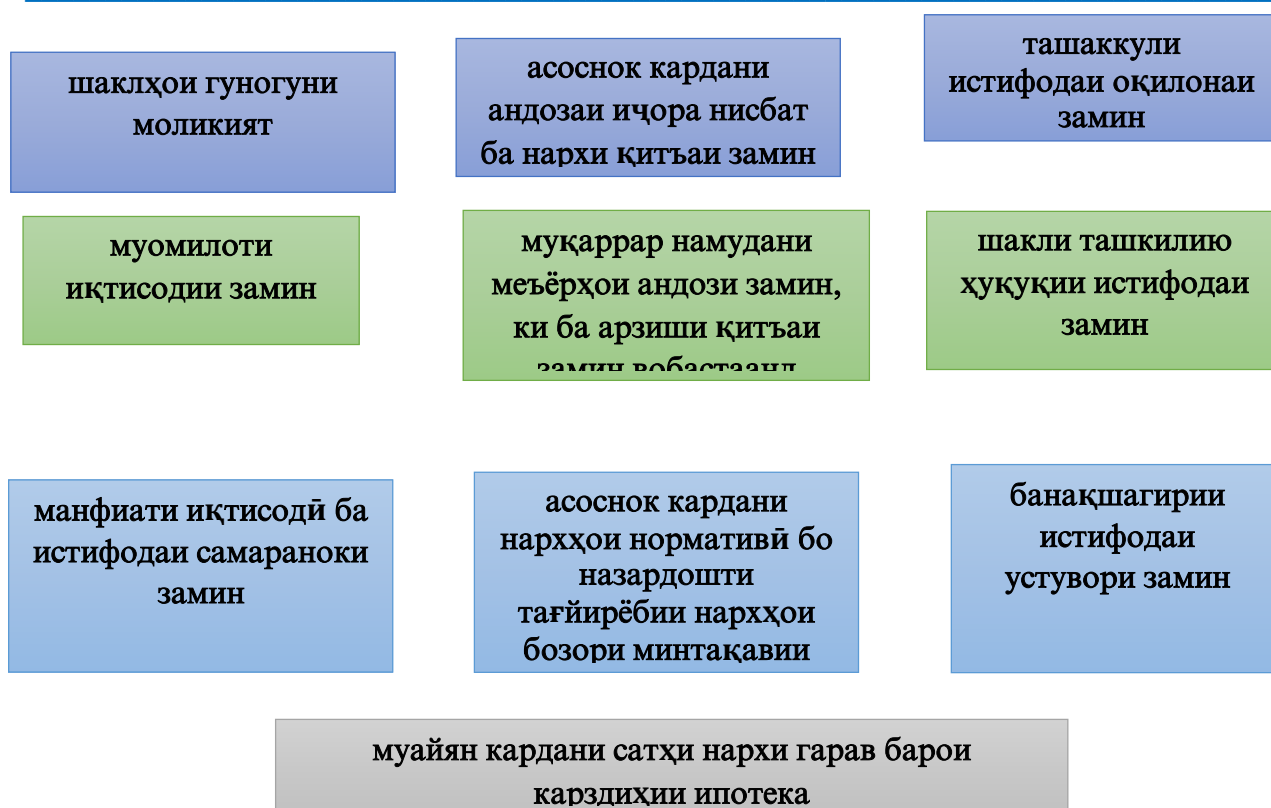 шаклҳои гуногуни
моликият
асоснок кардани
андозаи иҷора нисбат
ба нархи қитъаи замин
ташаккули
истифодаи оқилонаи
замин
муомилоти
иқтисодии замин
муқаррар намудани
меъёрҳои андози замин,
ки ба арзиши қитъаи
замин вобастаанд
шакли ташкилию
ҳуқуқии истифодаи
замин
манфиати иқтисодӣ ба
истифодаи самараноки
замин
асоснок кардани
нархҳои нормативӣ бо
назардошти
тағйирёбии нархҳои
бозори минтақавии
банақшагирии
истифодаи
устувори замин
муайян кардани сатҳи нархи гарав барои
карздиҳии ипотека